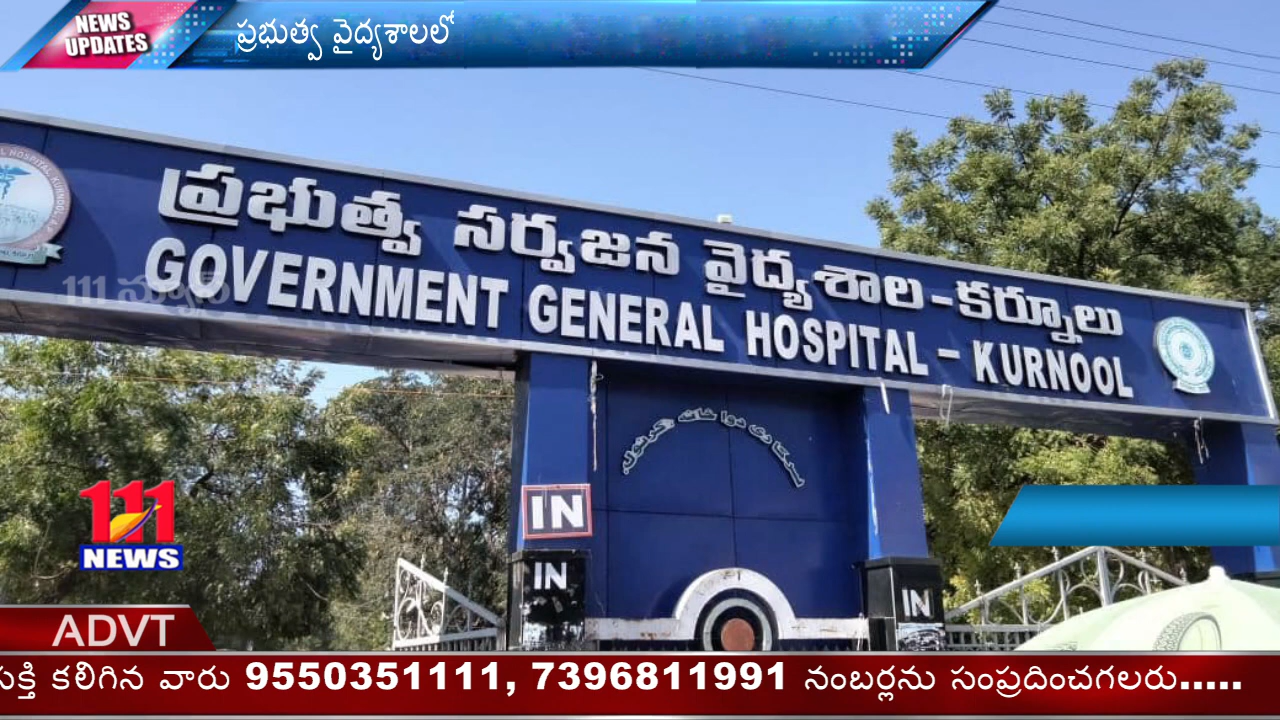 NEWS
UPDATES
ప్రభుత్వ వైద్యశాలలో
ప్రభుత్వ సర్వజన వైద్యశాల - కర్నూలు
GOVERNMENT GENERAL HOSPITAL - KURNOOL
111 న్యూస్
IN
IN
IN
111
NEWS
ADVT
కలిగిన వారు 9550351111, 7396811991 నంబర్లను సంప్రదించగలరు.....